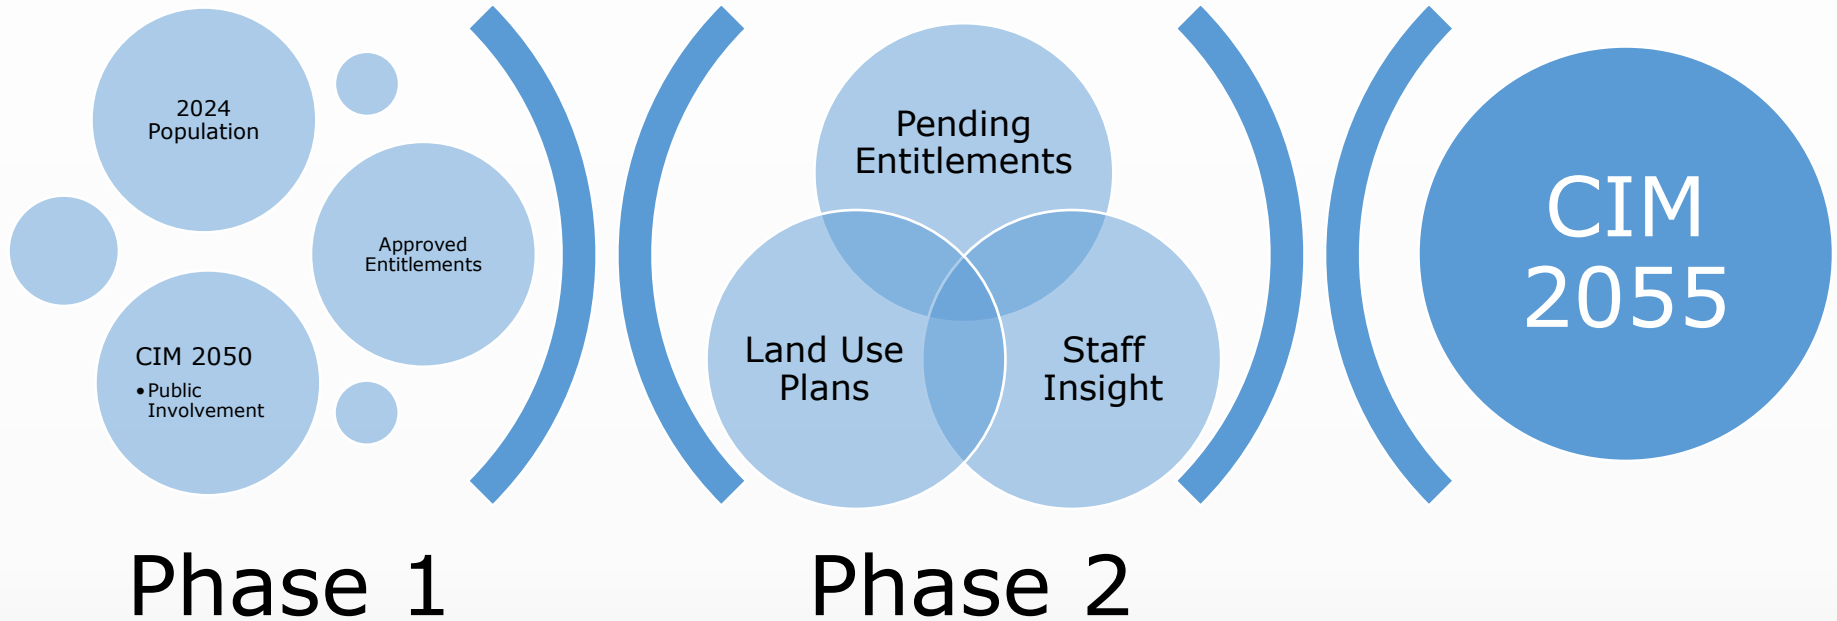 2024
Population
Approved
Entitlements
CIM 2050
•Public
Involvement
Pending
Entitlements
Land Use
Plans
Staff
Insight
CIM
2055
Phase 1
Phase 2